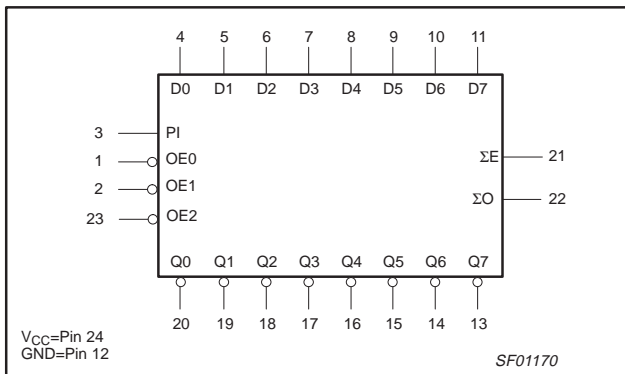 4 5 6 7 8 9 10 11
D0 D1 D2 D3 D4 D5 D6 D7
3 PI
1 OE0
ΣE 21
2 OE1
ΣO 22
23 OE2
Q0 Q1 Q2 Q3 Q4 Q5 Q6 Q7
20 19 18 17 16 15 14 13
VCC=Pin 24
GND=Pin 12
SF01170